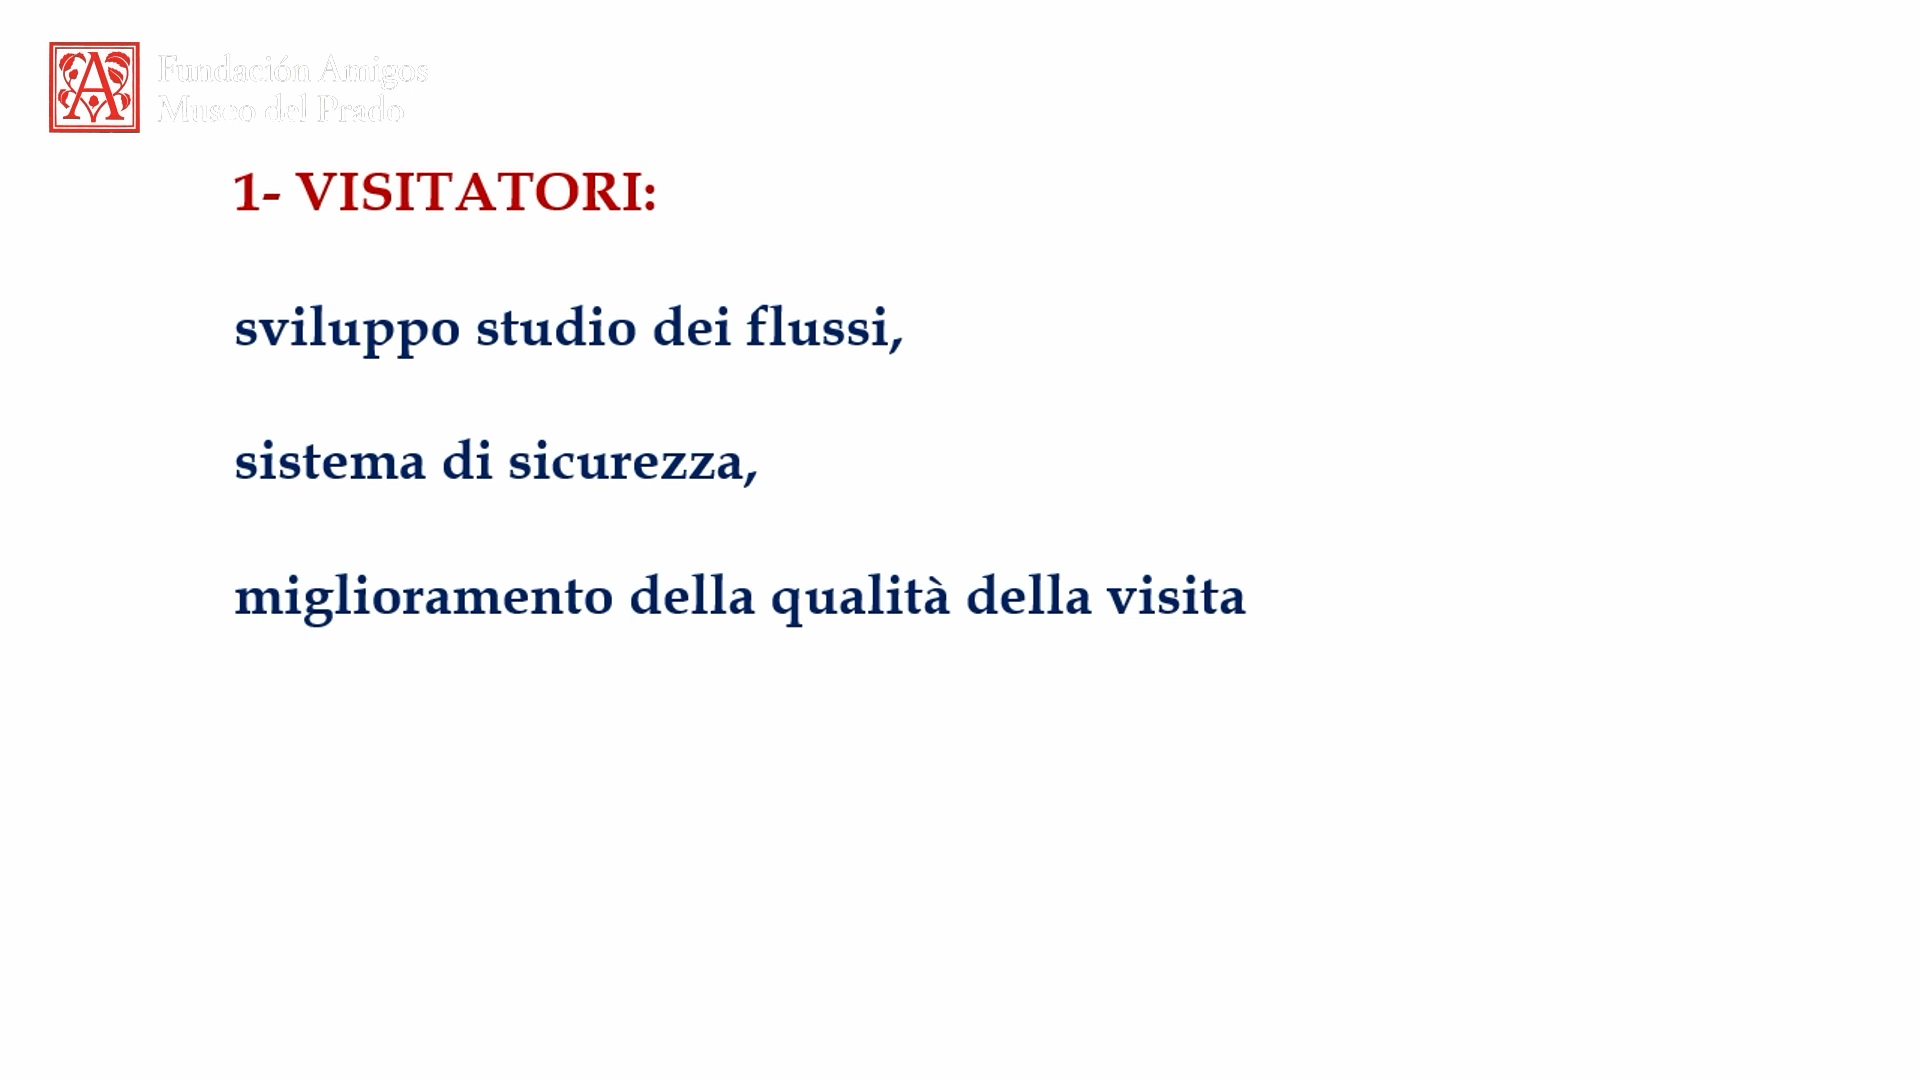 Fundación Amigos
Museo del Prado
1- VISITATORI:
sviluppo studio dei flussi,
sistema di sicurezza,
miglioramento della qualità della visita